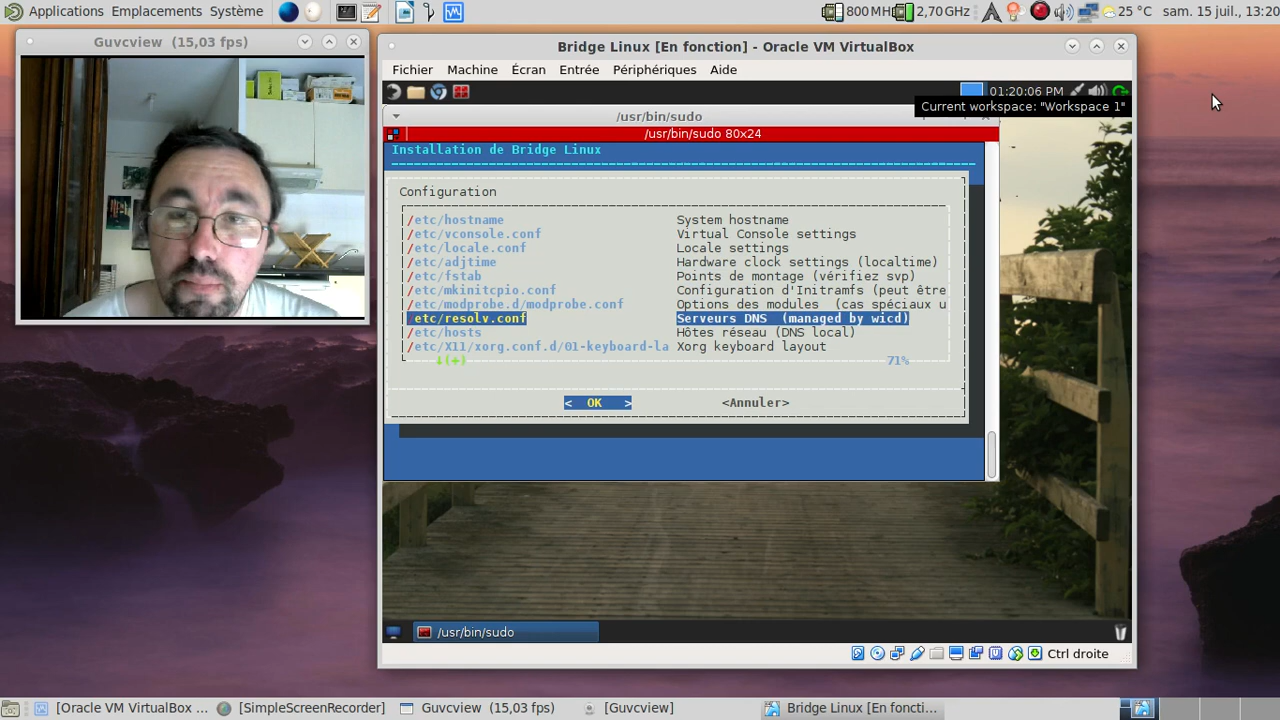 Applications Emplacements Système
800 MHz 2,70 GHz 25 °C sam. 15 juil., 13:20
Guvcview (15,03 fps)
Bridge Linux [En fonction] - Oracle VM VirtualBox
Fichier Machine Écran Entrée Périphériques Aide
01:20:06 PM
Current workspace: "Workspace 1"
/usr/bin/sudo
/usr/bin/sudo 80x24
Installation de Bridge Linux
Configuration
/etc/hostname System hostname
/etc/vconsole.conf Virtual Console settings
/etc/locale.conf Locale settings
/etc/adjtime Hardware clock settings (localtime)
/etc/fstab Points de montage (vérifiez svp)
/etc/mkinitcpio.conf Configuration d'Initramfs (peut être
/etc/modprobe.d/modprobe.conf Options des modules (cas spéciaux u
etc/resolv.conf Serveurs DNS (managed by wicd)
/etc/hosts Hôtes réseau (DNS local)
/etc/X11/xorg.conf.d/01-keyboard-la Xorg keyboard layout
↓(+) 71%
< OK > <Annuler>
/usr/bin/sudo
Ctrl droite
[Oracle VM VirtualBox ... [SimpleScreenRecorder] Guvcview (15,03 fps) [Guvcview] Bridge Linux [En foncti...